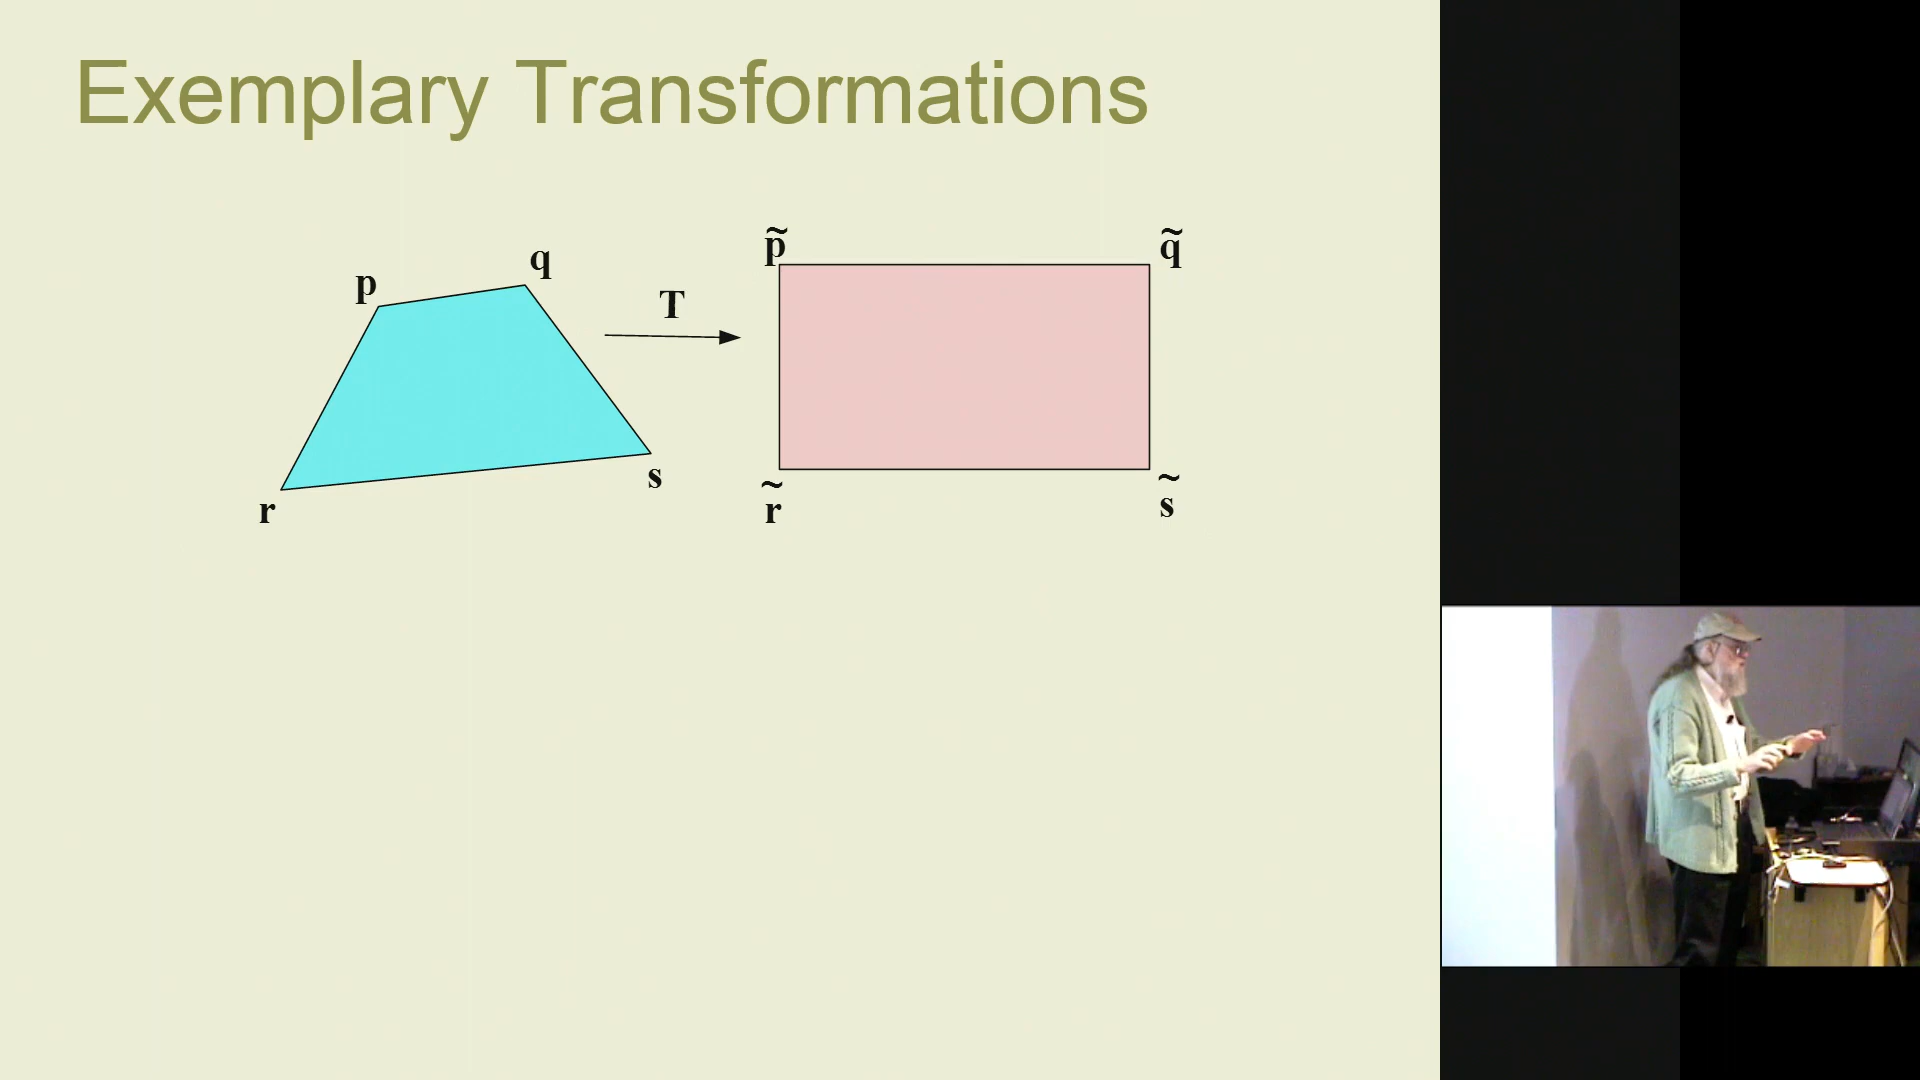 Exemplary Transformations
p
q
r
s
T
p̃
q̃
r̃
s̃